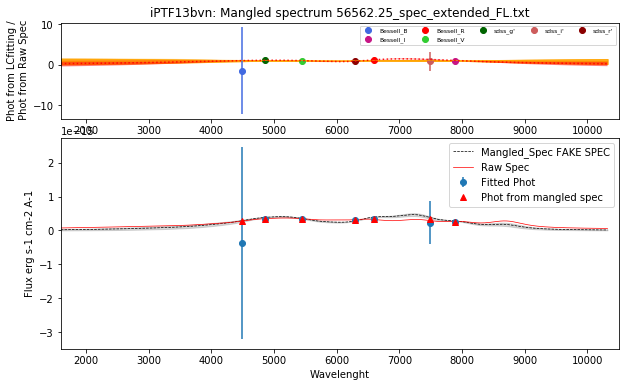 iPTF13bvn: Mangled spectrum 56562.25_spec_extended_FL.txt
Phot from LCfitting /
Phot from Raw Spec
10
0
−10
Bessell_B
Bessell_I
Bessell_R
Bessell_V
sdss_g'
sdss_i'
sdss_r'
2000 3000 4000 5000 6000 7000 8000 9000 10000
1e−15
Flux erg s-1 cm-2 A-1
2
1
0
−1
−2
−3
Mangled_Spec FAKE SPEC
Raw Spec
Fitted Phot
Phot from mangled spec
2000 3000 4000 5000 6000 7000 8000 9000 10000
Wavelenght